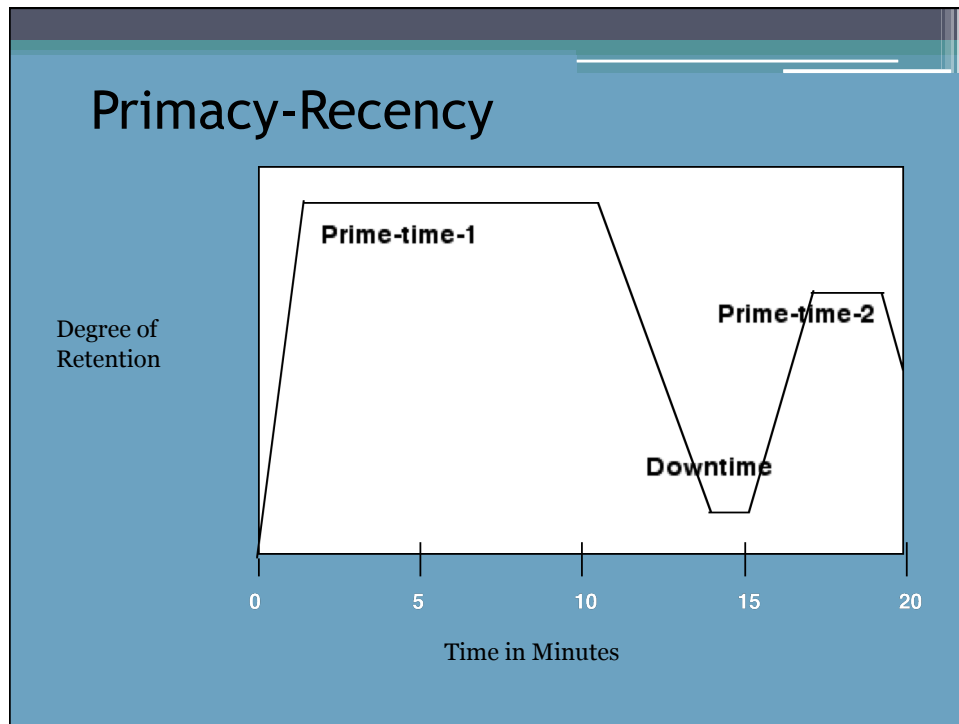 Primacy-Recency
Prime-time-1
Prime-time-2
Degree of
Retention
Downtime
0 5 10 15 20
Time in Minutes